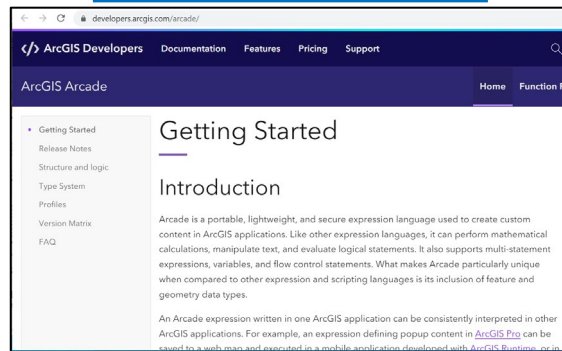 developers.arcgis.com/arcade/
</> ArcGIS Developers Documentation Features Pricing Support
ArcGIS Arcade Home Function
Getting Started
Release Notes
Structure and logic
Type System
Profiles
Version Matrix
FAQ
Getting Started
Introduction
Arcade is a portable, lightweight, and secure expression language used to create custom
content in ArcGIS applications. Like other expression languages, it can perform mathematical
calculations, manipulate text, and evaluate logical statements. It also supports multi-statement
expressions, variables, and flow control statements. What makes Arcade particularly unique
when compared to other expression and scripting languages is its inclusion of feature and
geometry data types.
An Arcade expression written in one ArcGIS application can be consistently interpreted in other
ArcGIS applications. For example, an expression defining popup content in ArcGIS Pro can be
saved to a web map and executed in a mobile application developed with ArcGIS Runtime, or in